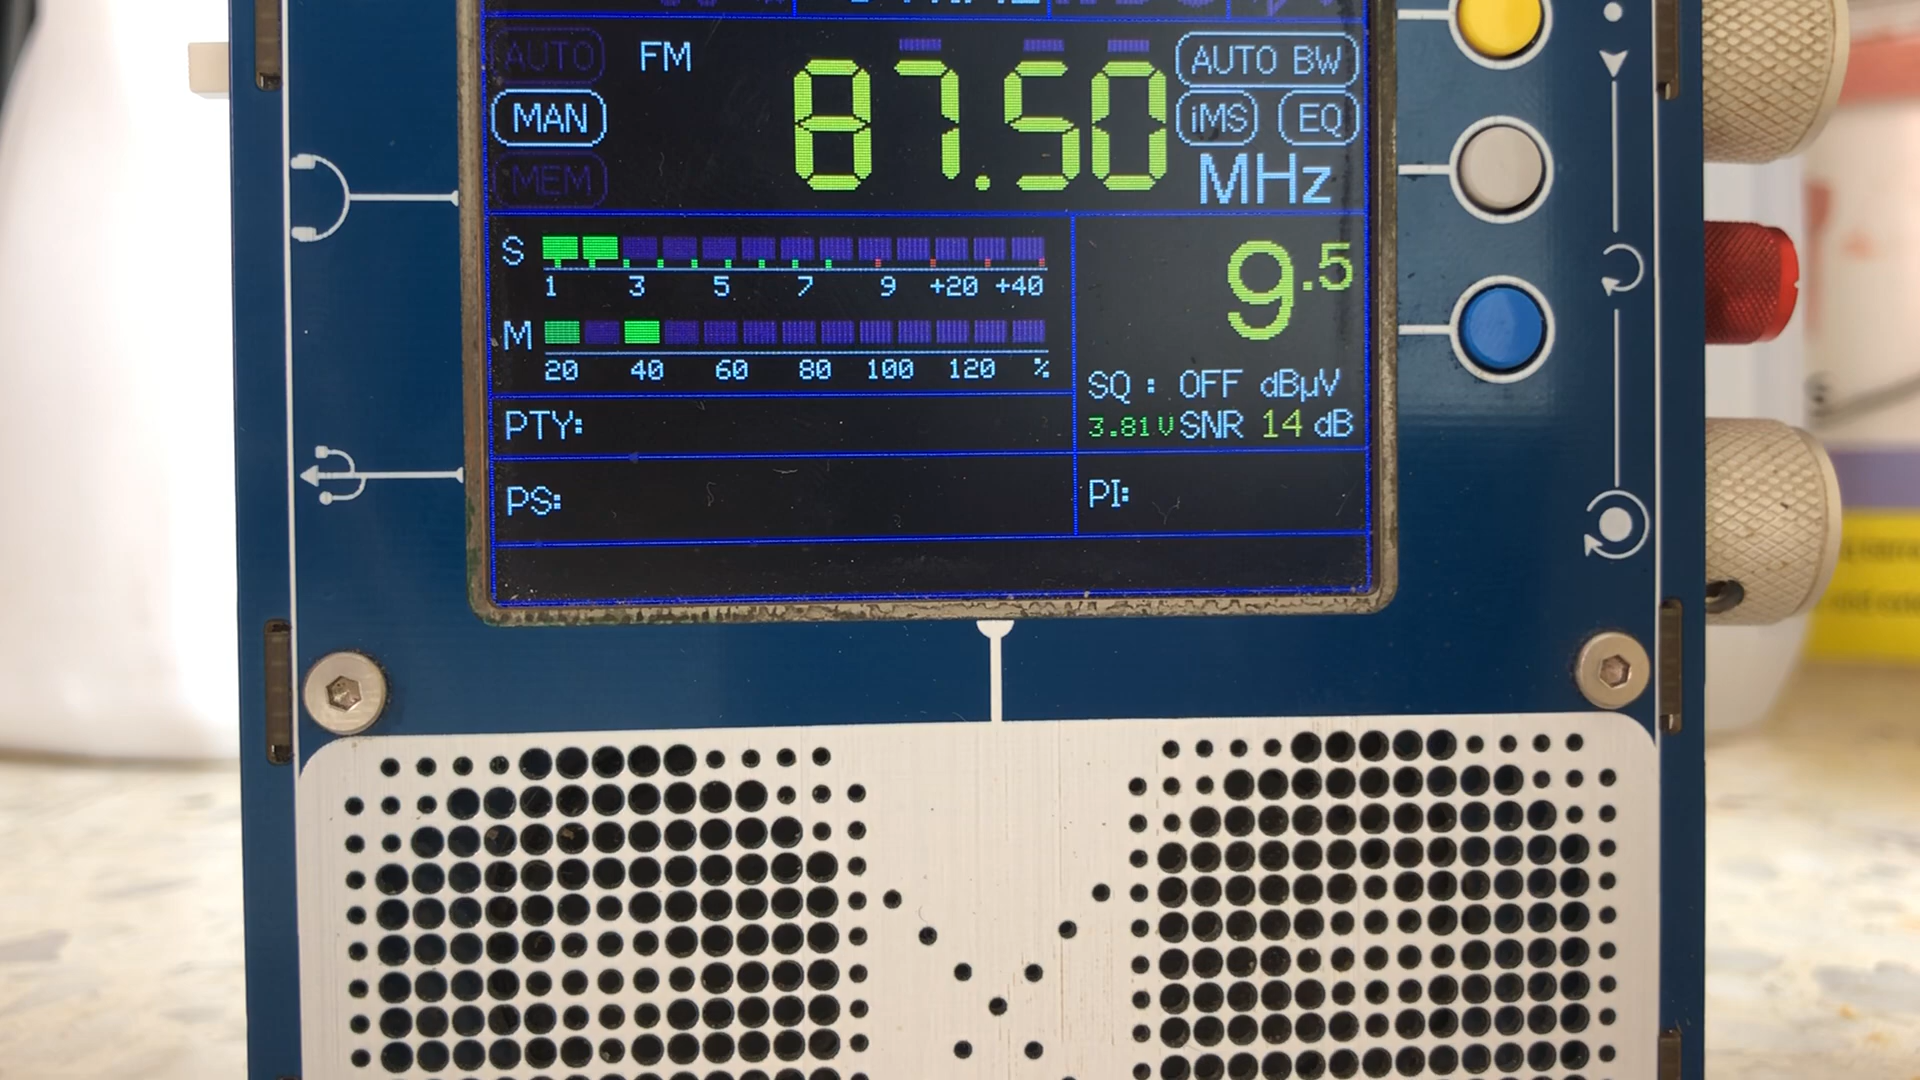 AUTO FM 87.50 AUTO BW
MAN iMS EQ
MEM MHz
S
1 3 5 7 9 +20 +40
9.5
M
20 40 60 80 100 120 %
SQ : OFF dBµV
PTY: 3.81V SNR 14 dB
PS: PI: